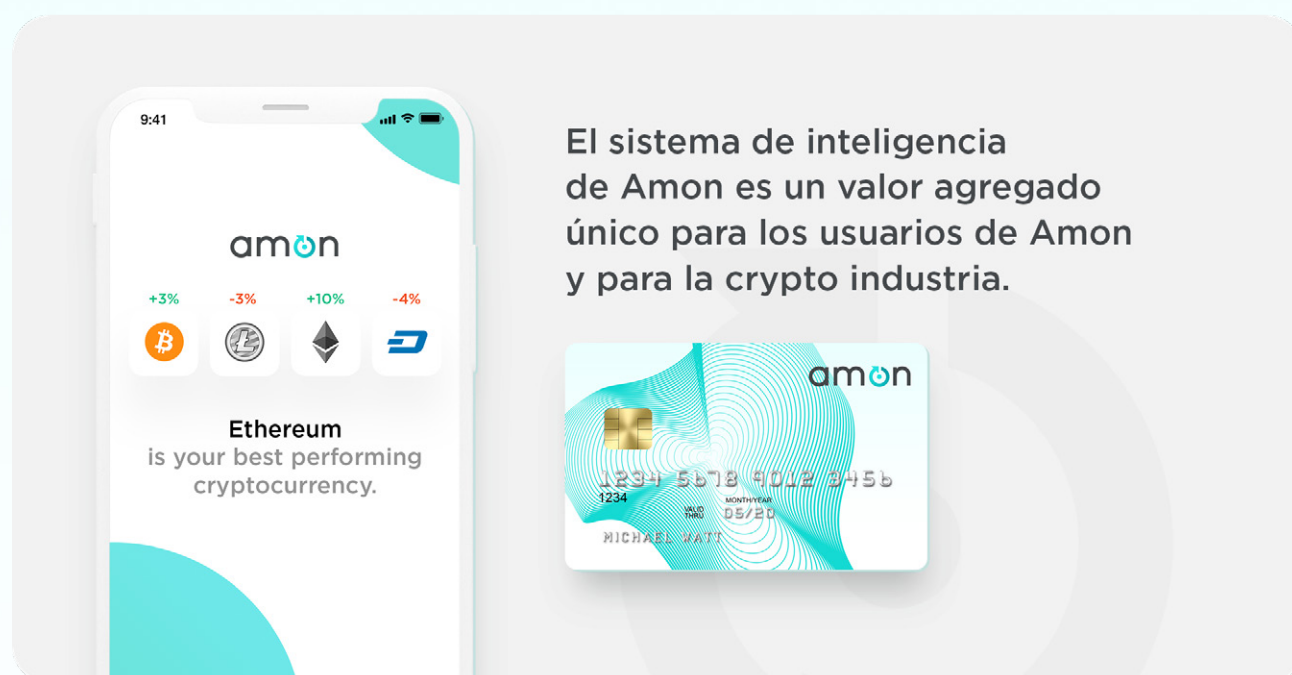 9:41
amon
+3% -3% +10% -4%
Ethereum
is your best performing
cryptocurrency.
El sistema de inteligencia
de Amon es un valor agregado
único para los usuarios de Amon
y para la crypto industria.
amon
1234 5678 9012 3456
1234
MONTH/YEAR
VALID
THRU
05/20
MICHAEL WATT